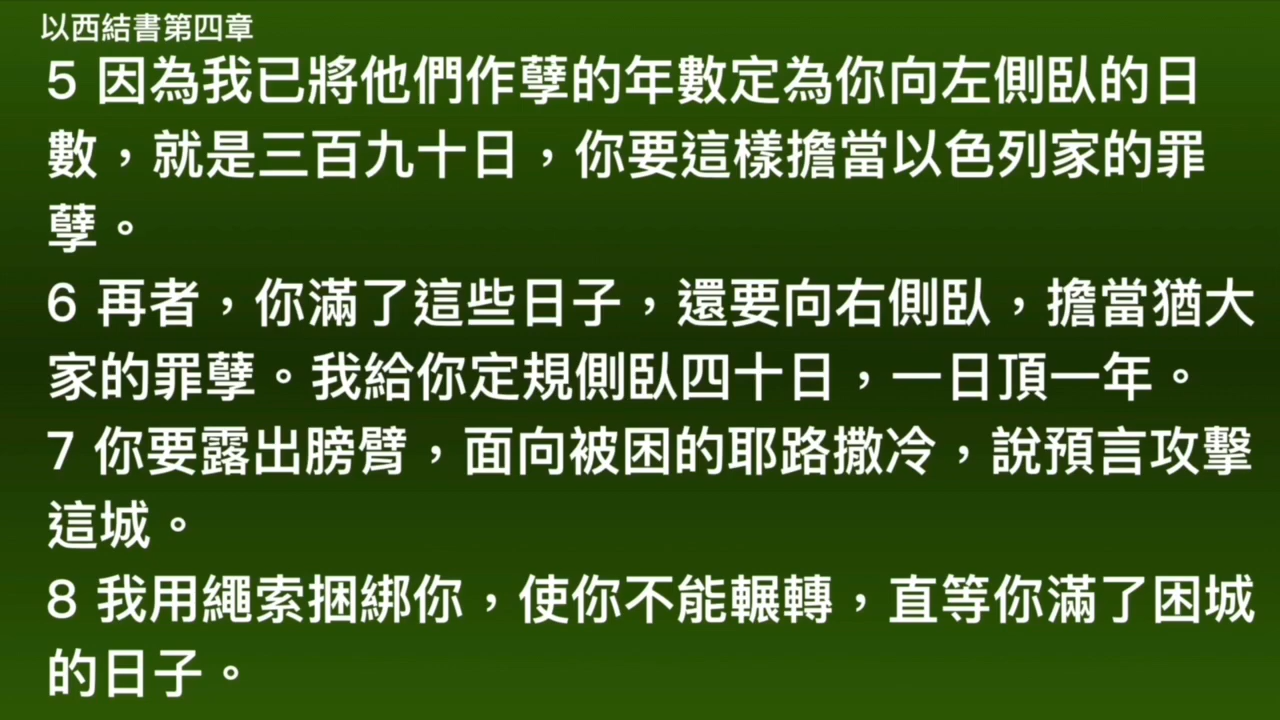 以西結書第四章
5 因為我已將他們作孽的年數定為你向左側臥的日
數，就是三百九十日，你要這樣擔當以色列家的罪
孽。
6 再者，你滿了這些日子，還要向右側臥，擔當猶大
家的罪孽。我給你定規側臥四十日，一日頂一年。
7 你要露出膀臂，面向被困的耶路撒冷，說預言攻擊
這城。
8 我用繩索捆綁你，使你不能輾轉，直等你滿了困城
的日子。